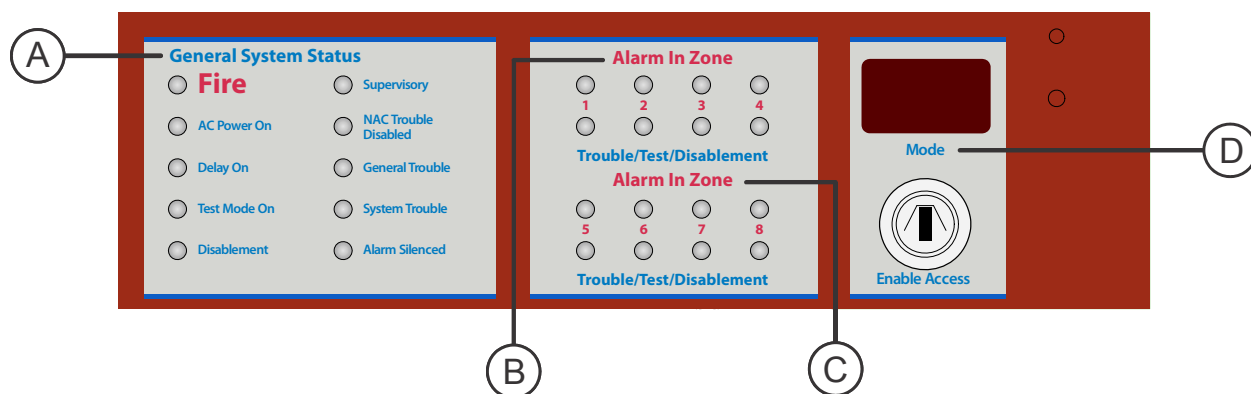 A
General System Status
Fire
Supervisory
AC Power On
NAC Trouble
Disabled
Delay On
General Trouble
Test Mode On
System Trouble
Disablement
Alarm Silenced
B
Alarm In Zone
1 2 3 4
Trouble/Test/Disablement
Alarm In Zone
5 6 7 8
Trouble/Test/Disablement
C
Mode
Enable Access
D